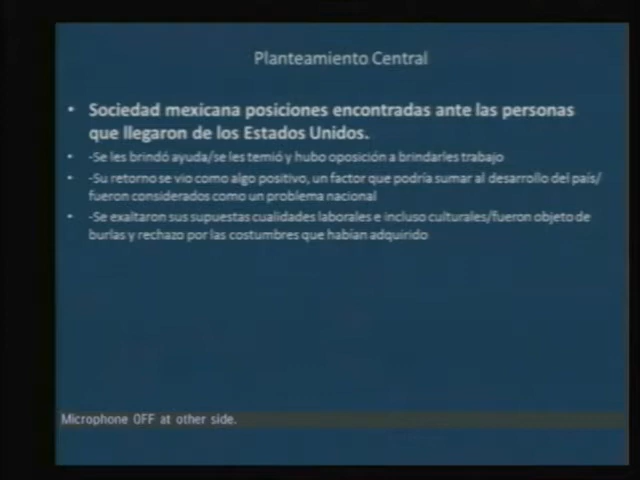 Planteamiento Central
• Sociedad mexicana posiciones encontradas ante las personas
que llegaron de los Estados Unidos.
• -Se les brindó ayuda/se les temió y hubo oposición a brindarles trabajo
• -Su retorno se vio como algo positivo, un factor que podría sumar al desarrollo del país/
fueron considerados como un problema nacional
• -Se exaltaron sus supuestas cualidades laborales e incluso culturales/fueron objeto de
burlas y rechazo por las costumbres que habían adquirido
Microphone OFF at other side.